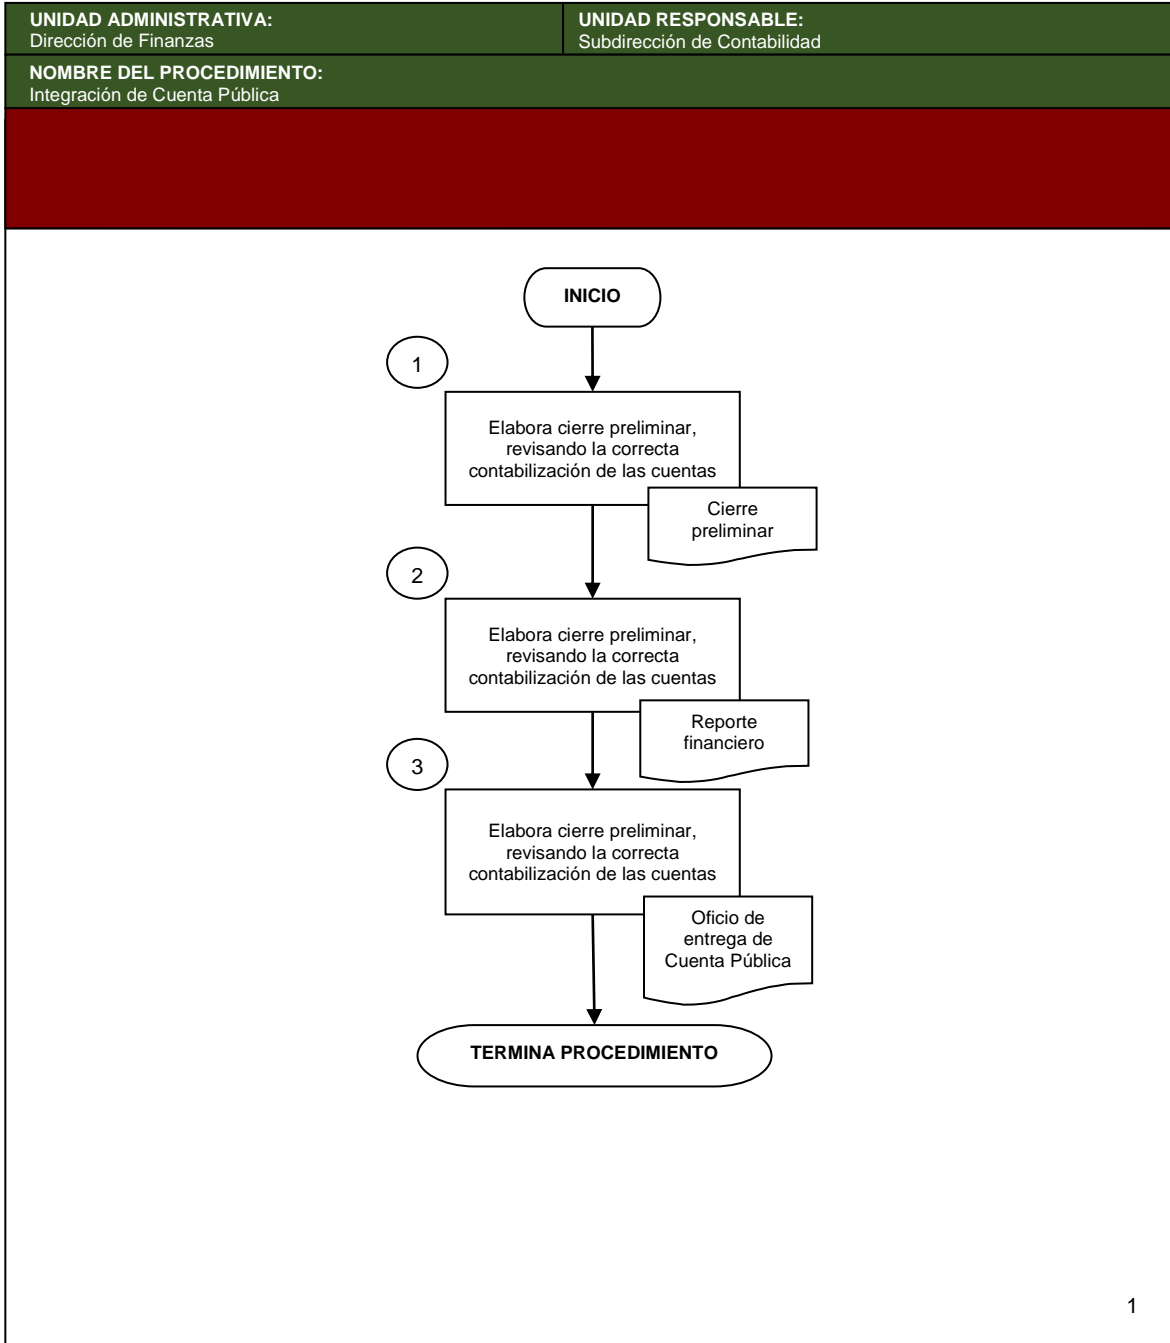 UNIDAD ADMINISTRATIVA:
Dirección de Finanzas
UNIDAD RESPONSABLE:
Subdirección de Contabilidad
NOMBRE DEL PROCEDIMIENTO:
Integración de Cuenta Pública
INICIO
1
Elabora cierre preliminar,
revisando la correcta
contabilización de las cuentas
Cierre
preliminar
2
Elabora cierre preliminar,
revisando la correcta
contabilización de las cuentas
Reporte
financiero
3
Elabora cierre preliminar,
revisando la correcta
contabilización de las cuentas
Oficio de
entrega de
Cuenta Pública
TERMINA PROCEDIMIENTO
1